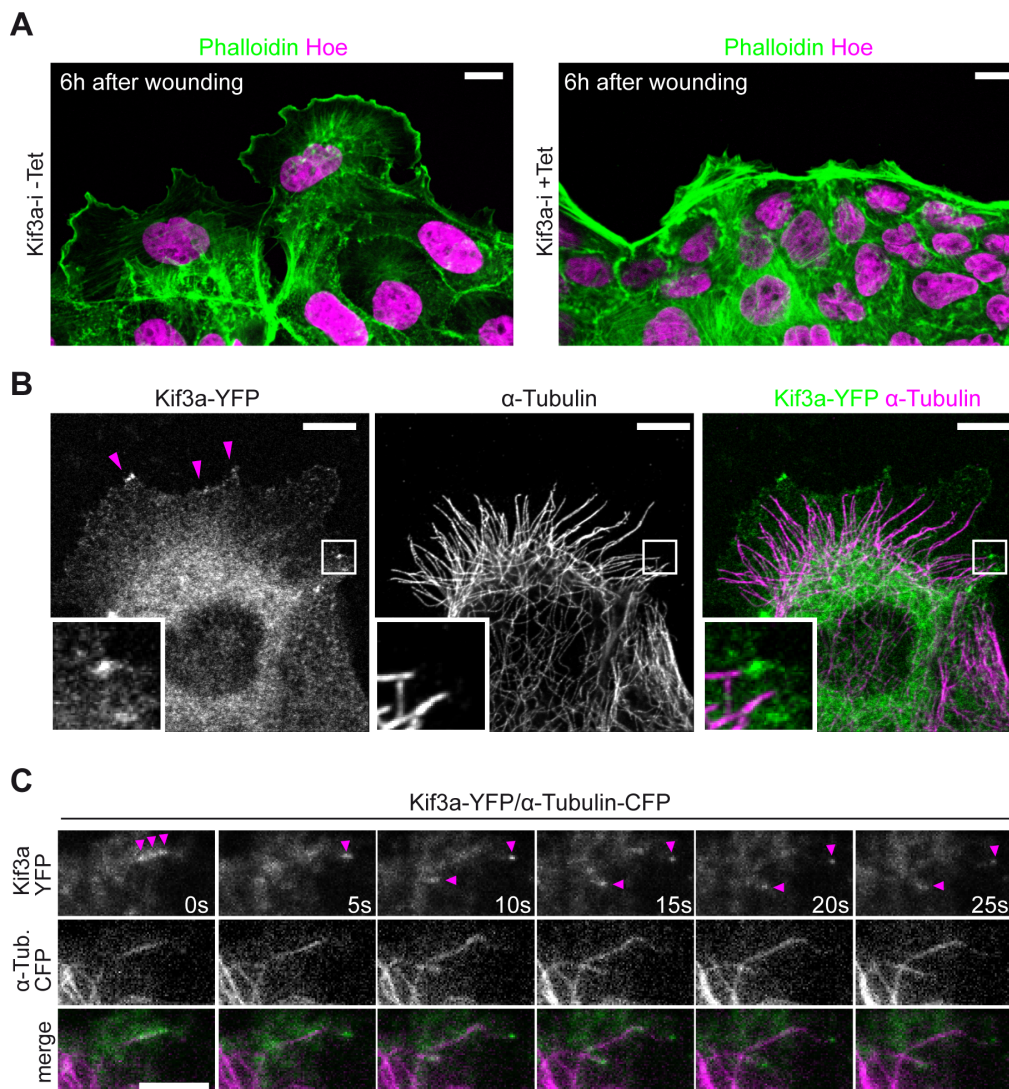 A
Phalloidin Hoe
Phalloidin Hoe
6h after wounding
6h after wounding
Kif3a-i -Tet
Kif3a-i +Tet
B
Kif3a-YFP
α-Tubulin
Kif3a-YFP α-Tubulin
C
Kif3a-YFP/α-Tubulin-CFP
Kif3a
YFP
0s
5s
10s
15s
20s
25s
α-Tub.
CFP
merge